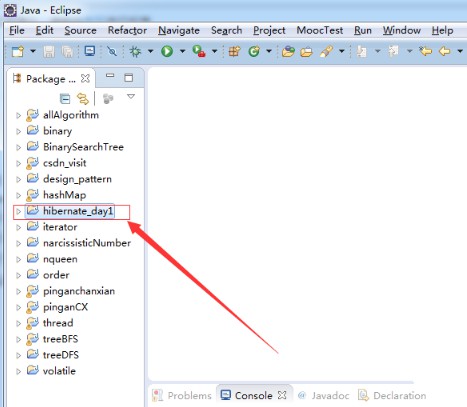 Java - Eclipse
File Edit Source Refactor Navigate Search Project MoocTest Run Window Help
Package ...
allAlgorithm
binary
BinarySearchTree
csdn_visit
design_pattern
hashMap
hibernate_day1
iterator
narcissisticNumber
nqueen
order
pinganchanxian
pinganCX
thread
treeBFS
treeDFS
volatile
Problems Console Javadoc Declaration